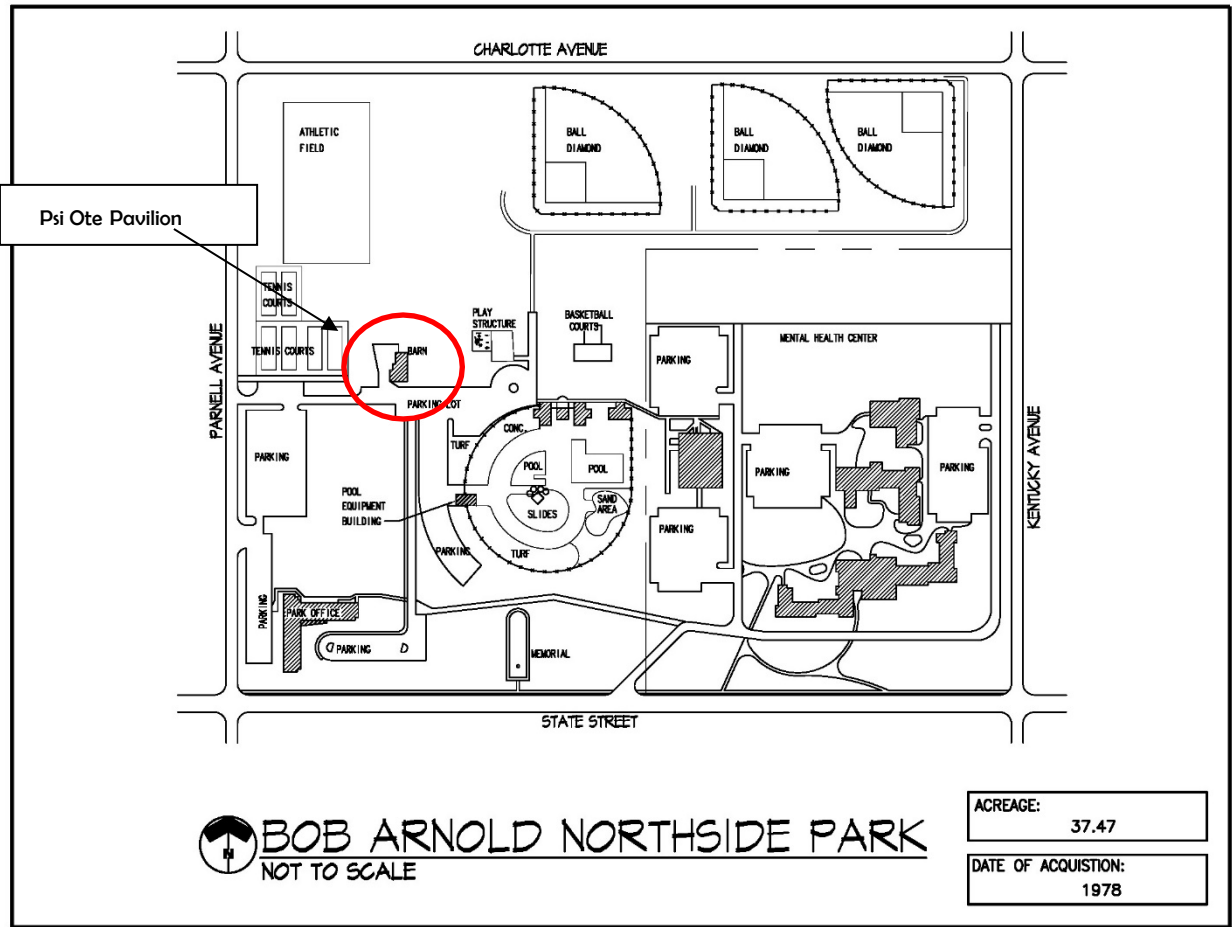 CHARLOTTE AVENUE
ATHLETIC
FIELD
BALL
DIAMOND
BALL
DIAMOND
BALL
DIAMOND
Psi Ote Pavilion
TENNIS
COURTS
TENNIS COURTS
BARN
PLAY
STRUCTURE
BASKETBALL
COURTS
PARKING
MENTAL HEALTH CENTER
PARNELL AVENUE
KENTUCKY AVENUE
PARKING LOT
CONC.
TURF
PARKING
POOL
POOL
PARKING
PARKING
POOL
EQUIPMENT
BUILDING
SLIDES
SAND
AREA
PARKING
PARKING
TURF
PARKING
PARK OFFICE
PARKING
MEMORIAL
STATE STREET
N
BOB ARNOLD NORTHSIDE PARK
NOT TO SCALE
ACREAGE:
37.47
DATE OF ACQUISTION:
1978